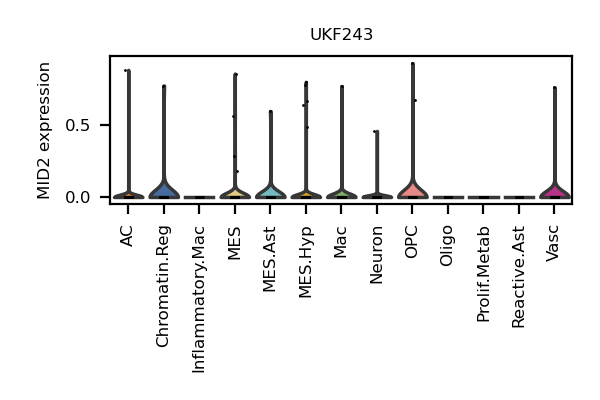 UKF243
MID2 expression
0.5
0.0
AC
Chromatin.Reg
Inflammatory.Mac
MES
MES.Ast
MES.Hyp
Mac
Neuron
OPC
Oligo
Prolif.Metab
Reactive.Ast
Vasc